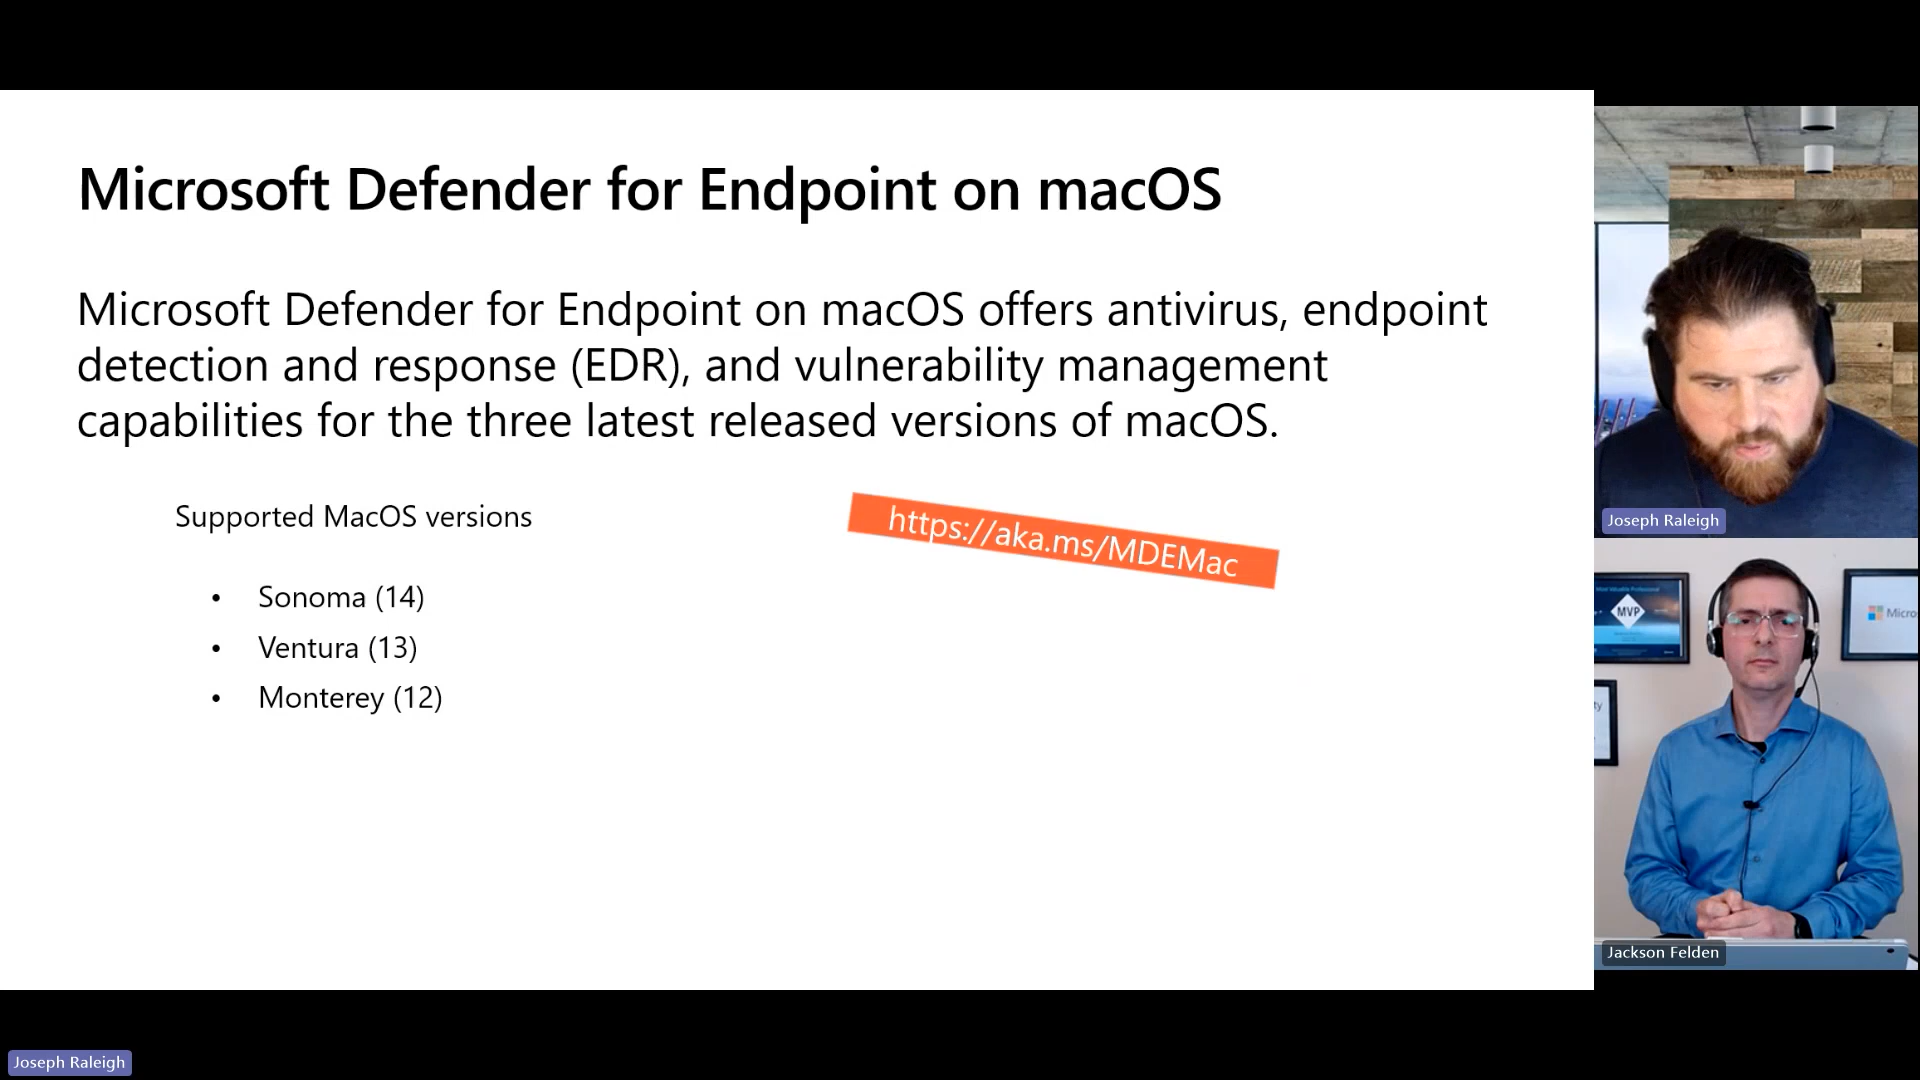 Microsoft Defender for Endpoint on macOS
Microsoft Defender for Endpoint on macOS offers antivirus, endpoint
detection and response (EDR), and vulnerability management
capabilities for the three latest released versions of macOS.
Supported MacOS versions
https://aka.ms/MDEMac
• Sonoma (14)
• Ventura (13)
• Monterey (12)
Joseph Raleigh
MVP
Jackson Felden
Joseph Raleigh